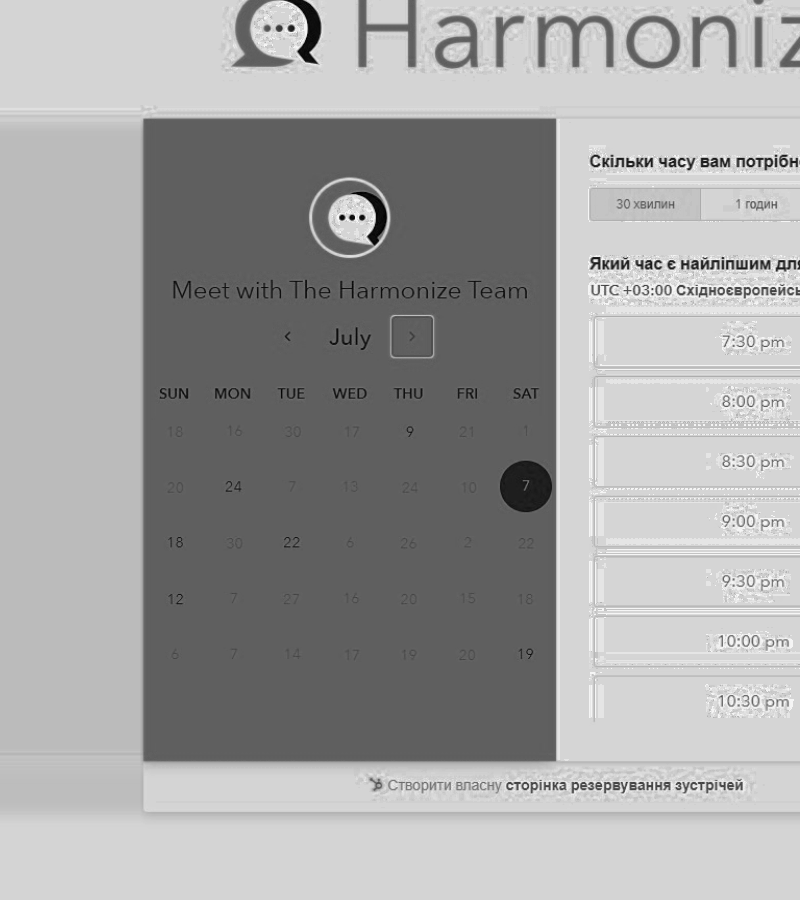 Harmoniz
Meet with The Harmonize Team
July
SUN MON TUE WED THU FRI SAT
18 16 30 17 9 21 1
20 24 7 13 24 10 7
18 30 22 6 26 2 22
12 7 27 16 20 15 18
6 7 14 17 19 20 19
Скільки часу вам потрібн
30 хвилин 1 годин
Який час є найліпшим для
UTC +03:00 Східноєвропейсь
7:30 pm
8:00 pm
8:30 pm
9:00 pm
9:30 pm
10:00 pm
10:30 pm
Створити власну сторінка резервування зустрічей